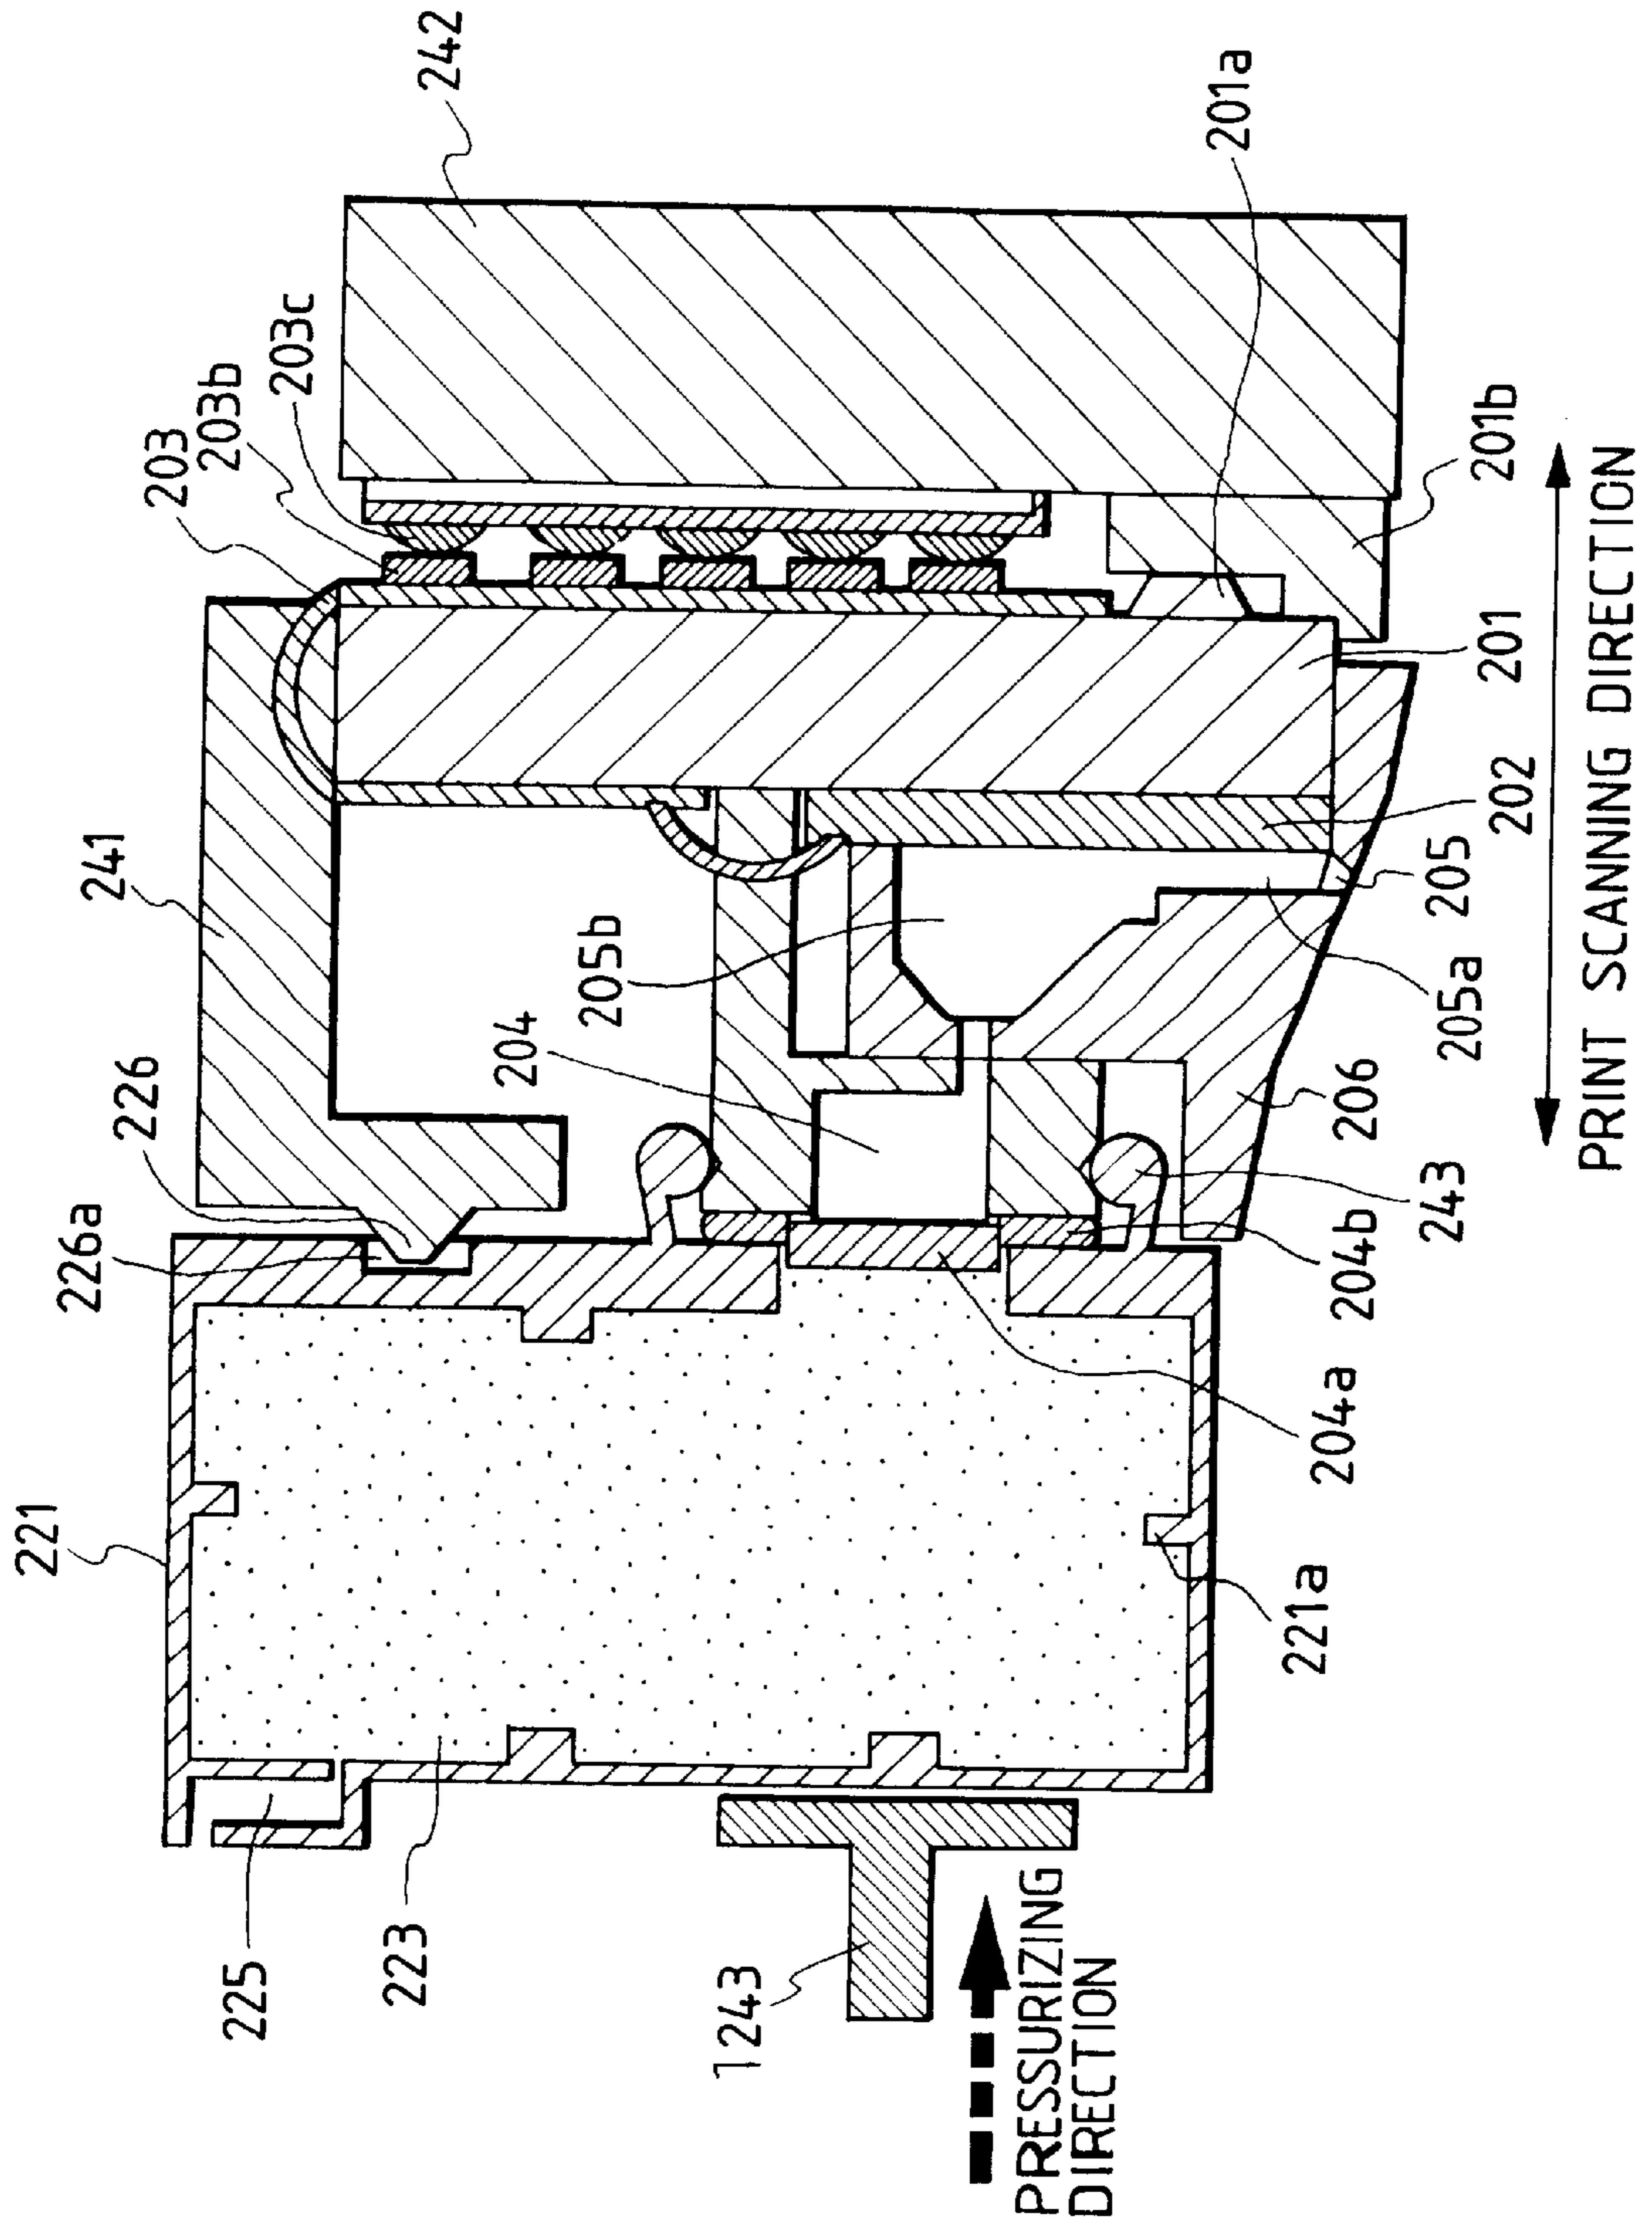 221
226a
241
226
203
203b
225
203c
223
242
204
205b
1243
PRESSURIZING
DIRECTION
201a
221a
204a
204b
206
243
205
205a
201b
201
202
PRINT SCANNING DIRECTION